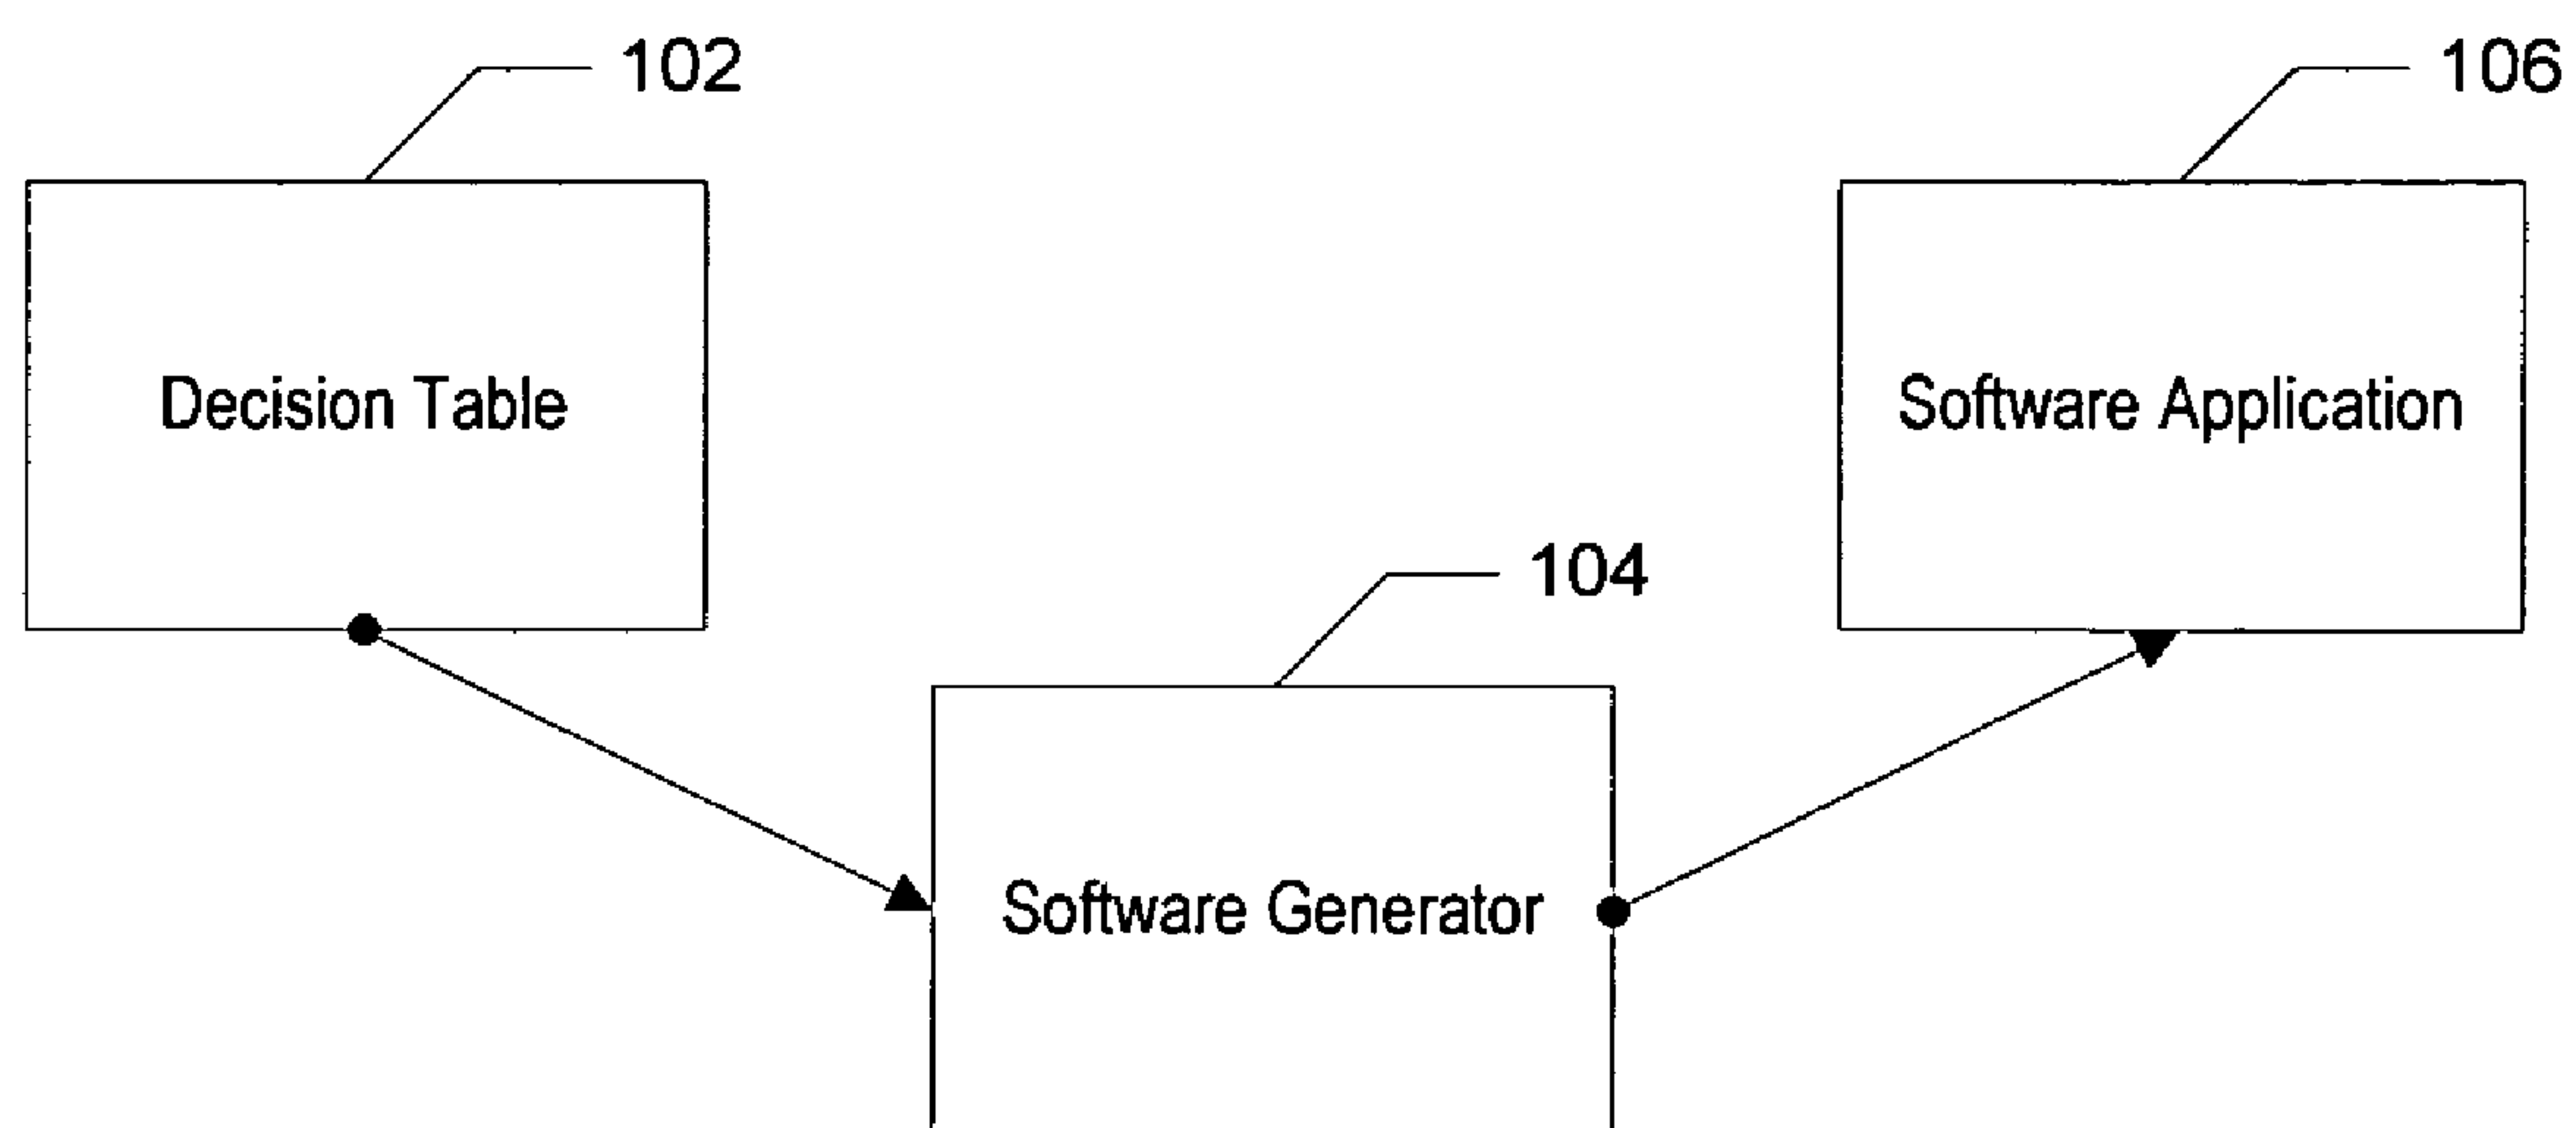 102
106
Decision Table
Software Application
104
Software Generator